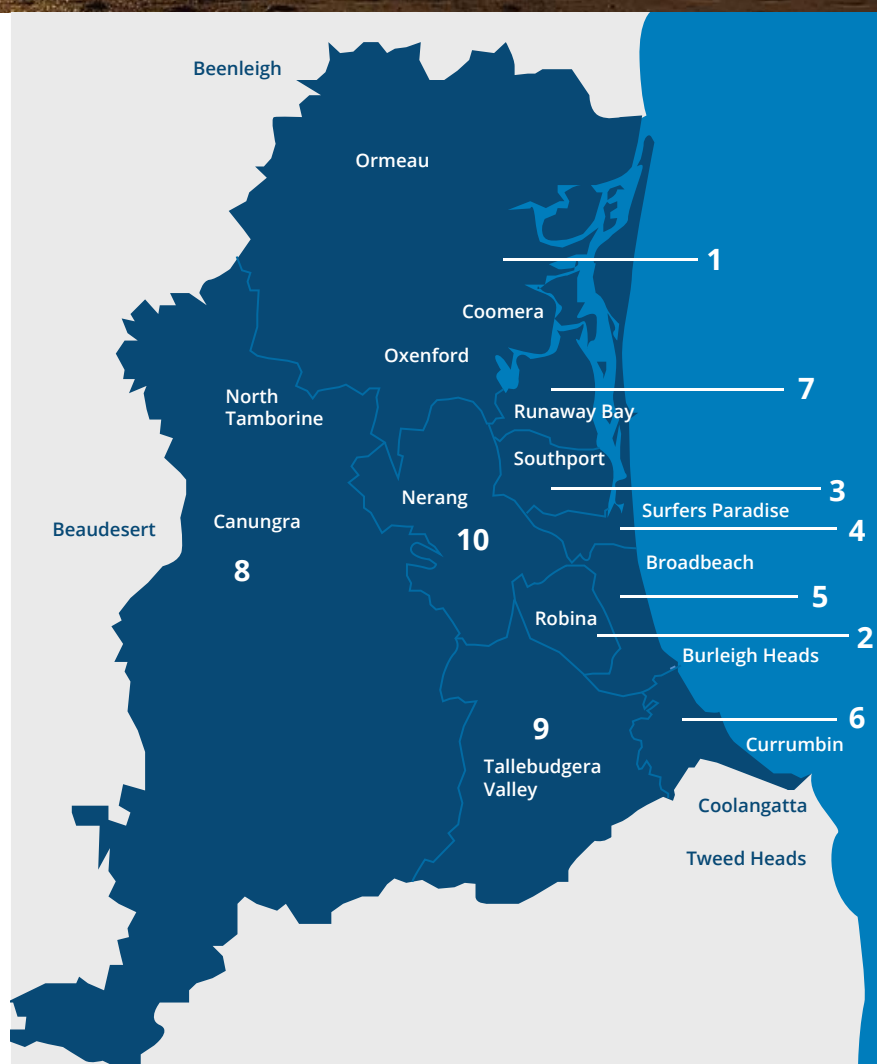 Beenleigh
Ormeau
1
Coomera
Oxenford
7
North
Tamborine
Runaway Bay
Southport
3
Nerang
Surfers Paradise
Beaudesert
Canungra
4
10
Broadbeach
8
5
Robina
2
Burleigh Heads
6
9
Currumbin
Tallebudgera
Valley
Coolangatta
Tweed Heads